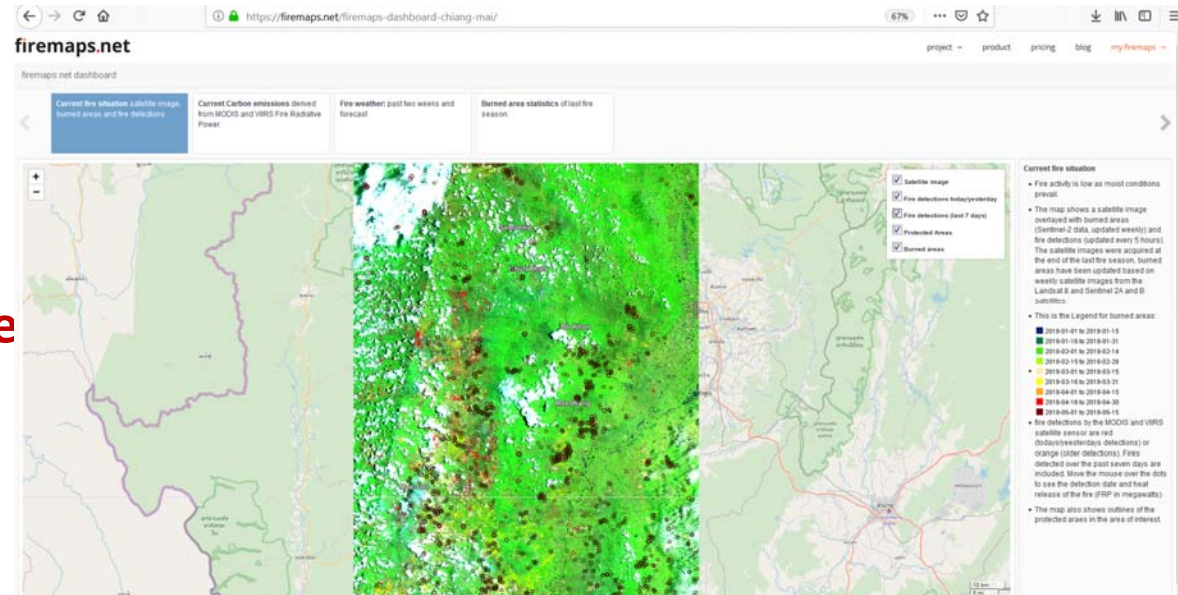 https://firemaps.net/firemaps-dashboard-chiang-mai/
67%
firemaps.net
project
product
pricing
blog
my firemaps
firemaps.net dashboard
Current fire situation satellite image,
burned areas and fire detections
Current Carbon emissions derived
from MODIS and VIIRS Fire Radiative
Power.
Fire weather: past two weeks and
forecast
Burned area statistics of last fire
season.
+
−
Satellite image
Fire detections today/yesterday
Fire detections (last 7 days)
Protected Areas
Burned areas
e
Current fire situation
• Fire activity is low as moist conditions
prevail.
• The map shows a satellite image
overlayed with burned areas
(Sentinel-2 data, updated weekly) and
fire detections (updated every 5 hours).
The satellite images were acquired at
the end of the last fire season, burned
areas have been updated based on
weekly satellite images from the
Landsat 8 and Sentinel 2A and B
satellites.
• This is the Legend for burned areas:
2019-01-01 to 2019-01-15
2019-01-16 to 2019-01-31
2019-02-01 to 2019-02-14
2019-02-15 to 2019-02-28
• 2019-03-01 to 2019-03-15
2019-03-16 to 2019-03-31
2019-04-01 to 2019-04-15
2019-04-16 to 2019-04-30
2019-05-01 to 2019-05-15
• fire detections by the MODIS and VIIRS
satellite sensor are red
(todays/yeesterdays detections) or
orange (older detections). Fires
detected over the past seven days are
included. Move the mouse over the dots
to see the detection date and heat
release of the fire (FRP in megawatts)
• The map also shows outlines of the
protected araes in the area of interest.
10 km